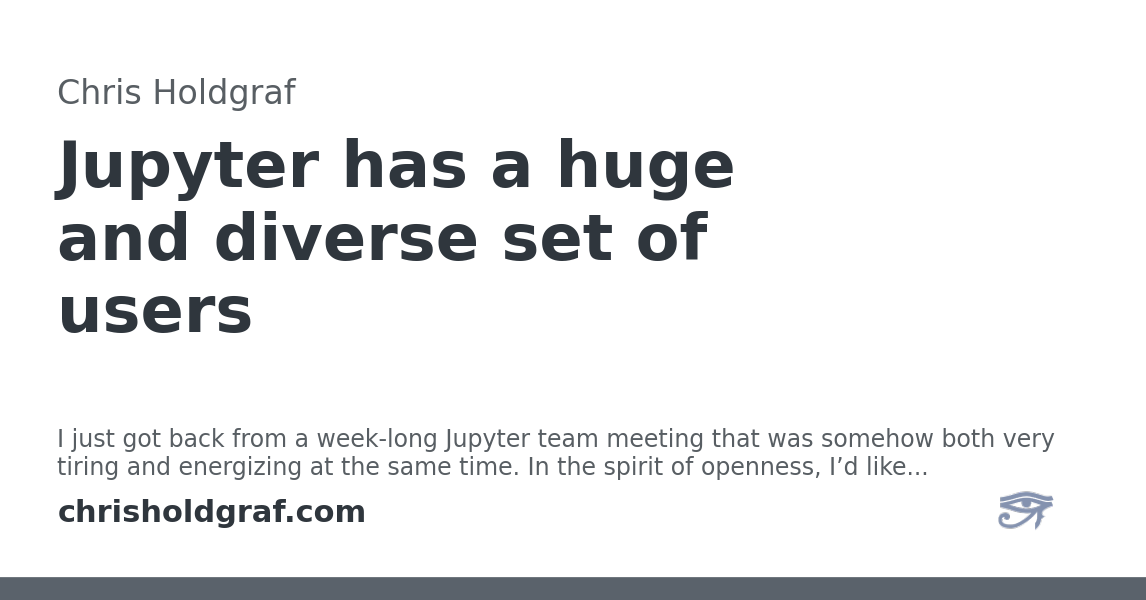 Chris Holdgraf
Jupyter has a huge
and diverse set of
users
I just got back from a week-long Jupyter team meeting that was somehow both very
tiring and energizing at the same time. In the spirit of openness, I’d like...
chrisholdgraf.com